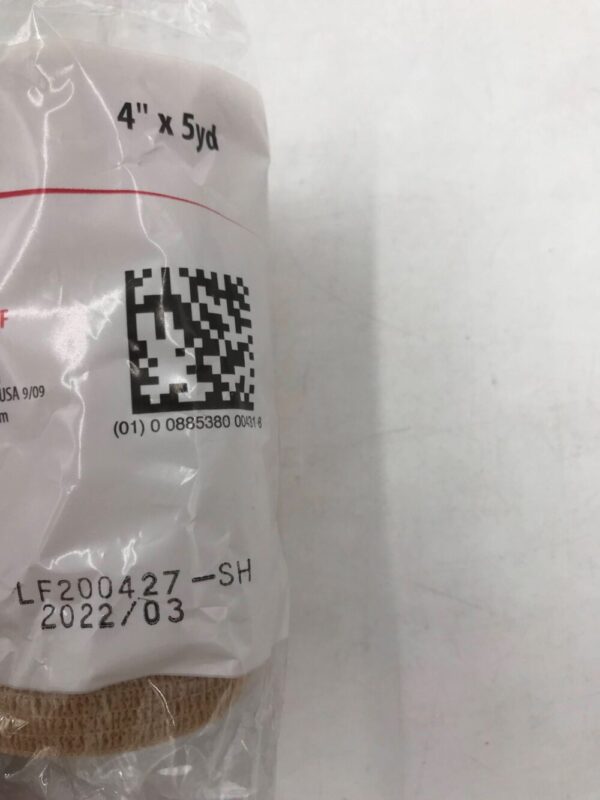 4" x 5yd
F
USA 9/09
m
(01) 0 0885380 00431 8
LF200427-SH
2022/03